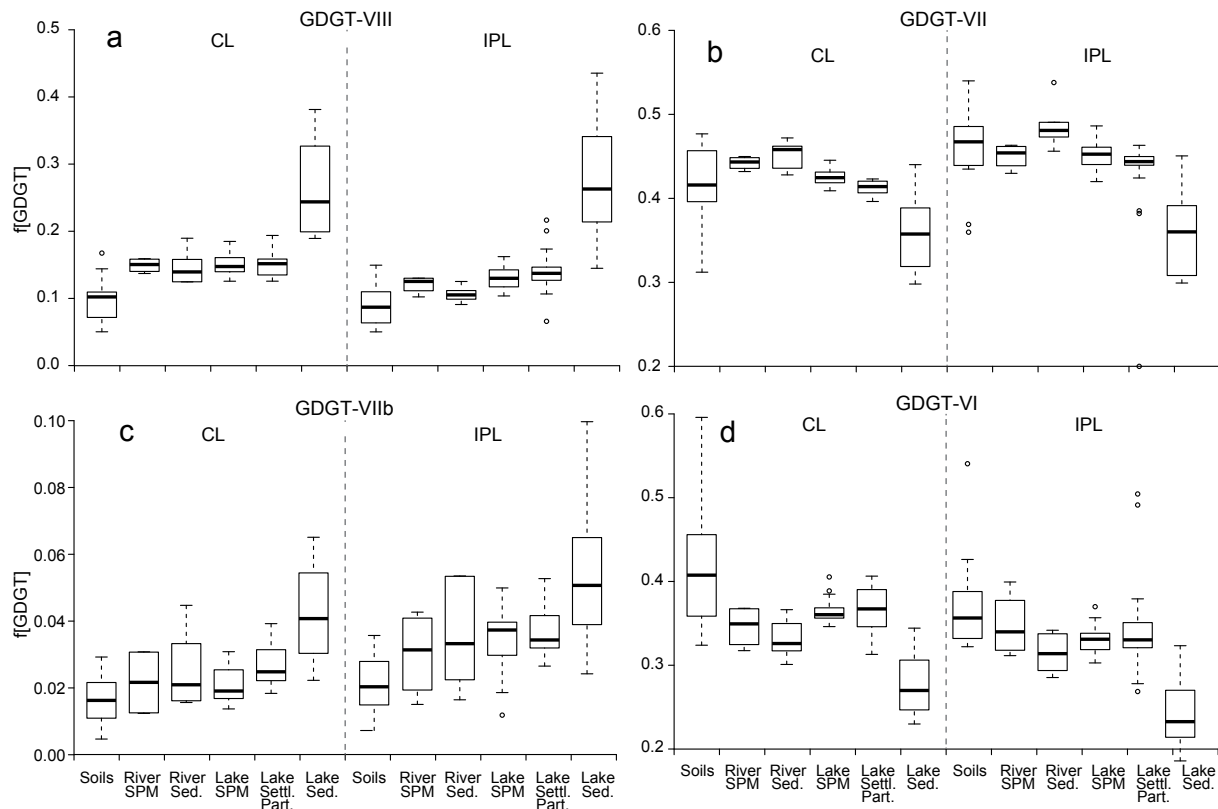 GDGT-VIII
a
CL
IPL
0.5
0.4
0.3
0.2
0.1
0.0
f[GDGT]
GDGT-VII
b
CL
IPL
0.6
0.5
0.4
0.3
0.2
GDGT-VIIb
c
CL
IPL
0.10
0.08
0.06
0.04
0.02
0.00
f[GDGT]
Soils
River
SPM
River
Sed.
Lake
SPM
Lake
Settl.
Part.
Lake
Sed.
Soils
River
SPM
River
Sed.
Lake
SPM
Lake
Settl.
Part.
Lake
Sed.
GDGT-VI
d
CL
IPL
0.6
0.5
0.4
0.3
0.2
Soils
River
SPM
River
Sed.
Lake
SPM
Lake
Settl.
Part.
Lake
Sed.
Soils
River
SPM
River
Sed.
Lake
SPM
Lake
Settl.
Part.
Lake
Sed.